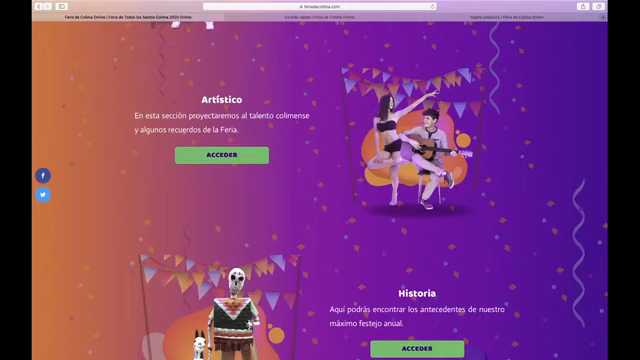 feriadecolima.com
Feria de Colima Online | Feria de Todos los Santos Colima 2020 Online
Comida rápida | Feria de Colima Online
Página producto | Feria de Colima Online
Artístico
En esta sección proyectaremos al talento colimense
y algunos recuerdos de la Feria.
ACCEDER
Historia
Aquí podrás encontrar los antecedentes de nuestro
máximo festejo anual.
ACCEDER